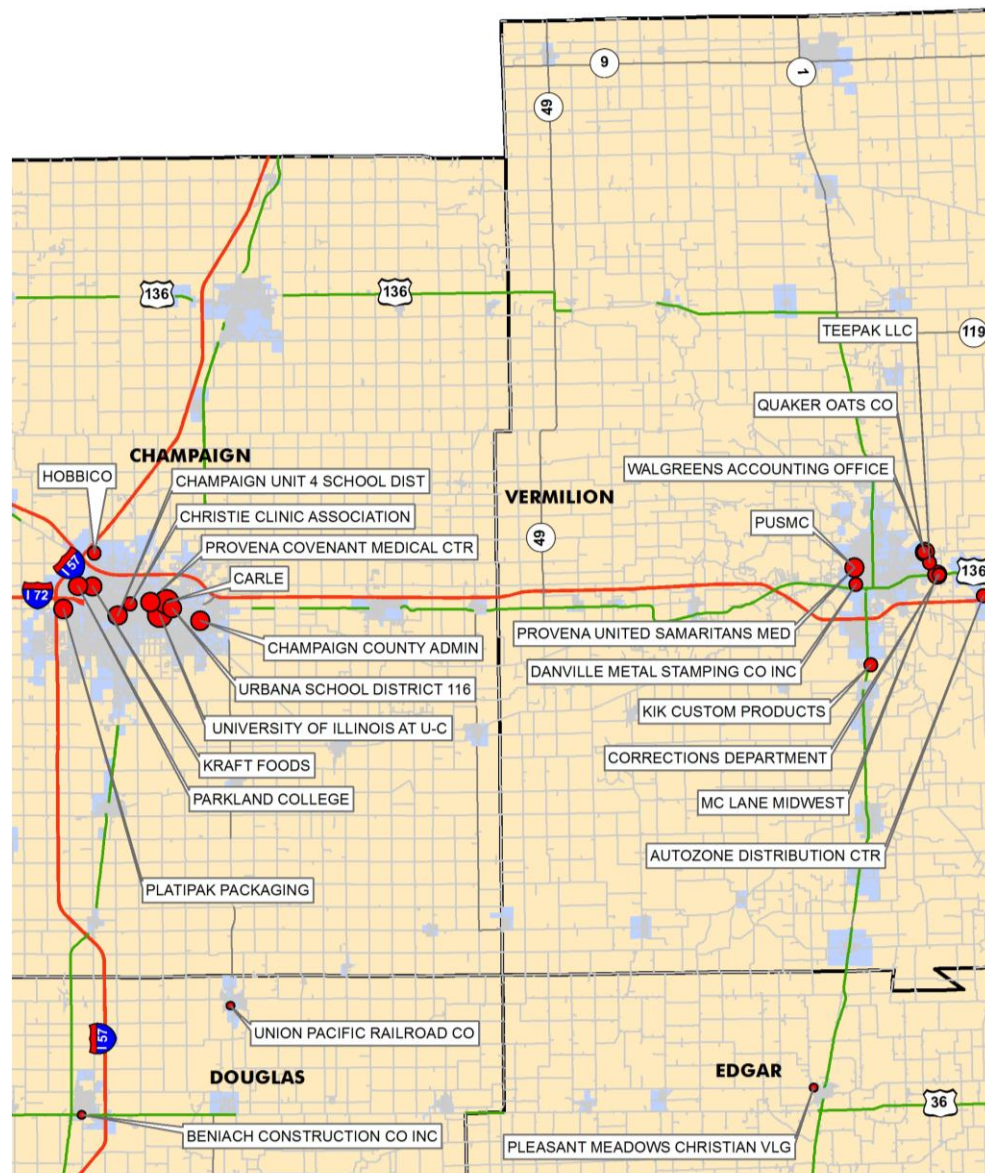 9
1
49
136
136
TEEPAK LLC
119
QUAKER OATS CO
CHAMPAIGN
WALGREENS ACCOUNTING OFFICE
HOBBICO
CHAMPAIGN UNIT 4 SCHOOL DIST
VERMILION
CHRISTIE CLINIC ASSOCIATION
PUSMC
49
PROVENA COVENANT MEDICAL CTR
I 57
136
CARLE
I 72
PROVENA UNITED SAMARITANS MED
CHAMPAIGN COUNTY ADMIN
DANVILLE METAL STAMPING CO INC
URBANA SCHOOL DISTRICT 116
KIK CUSTOM PRODUCTS
UNIVERSITY OF ILLINOIS AT U-C
CORRECTIONS DEPARTMENT
KRAFT FOODS
PARKLAND COLLEGE
MC LANE MIDWEST
AUTOZONE DISTRIBUTION CTR
PLATIPAK PACKAGING
UNION PACIFIC RAILROAD CO
I 57
EDGAR
DOUGLAS
36
BENIACH CONSTRUCTION CO INC
PLEASANT MEADOWS CHRISTIAN VLG